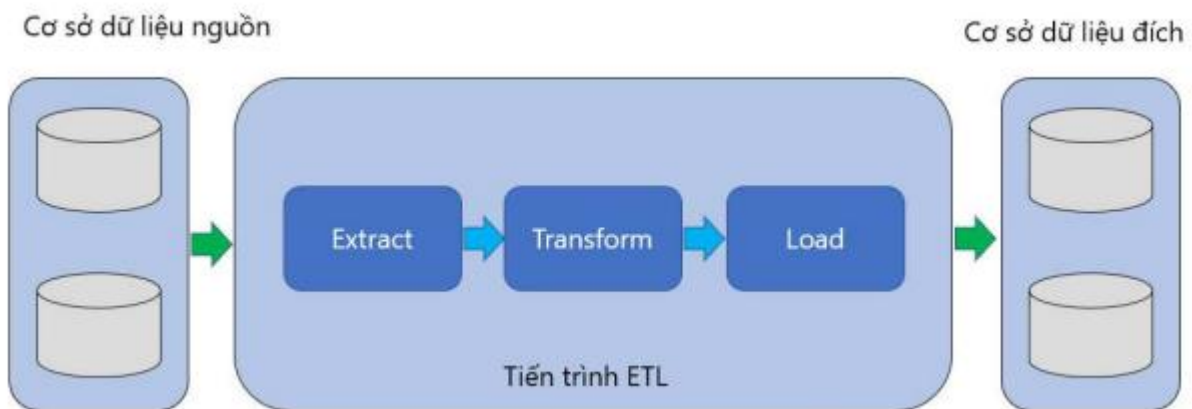 Cơ sở dữ liệu nguồn
Cơ sở dữ liệu đích
Extract
Transform
Load
Tiến trình ETL